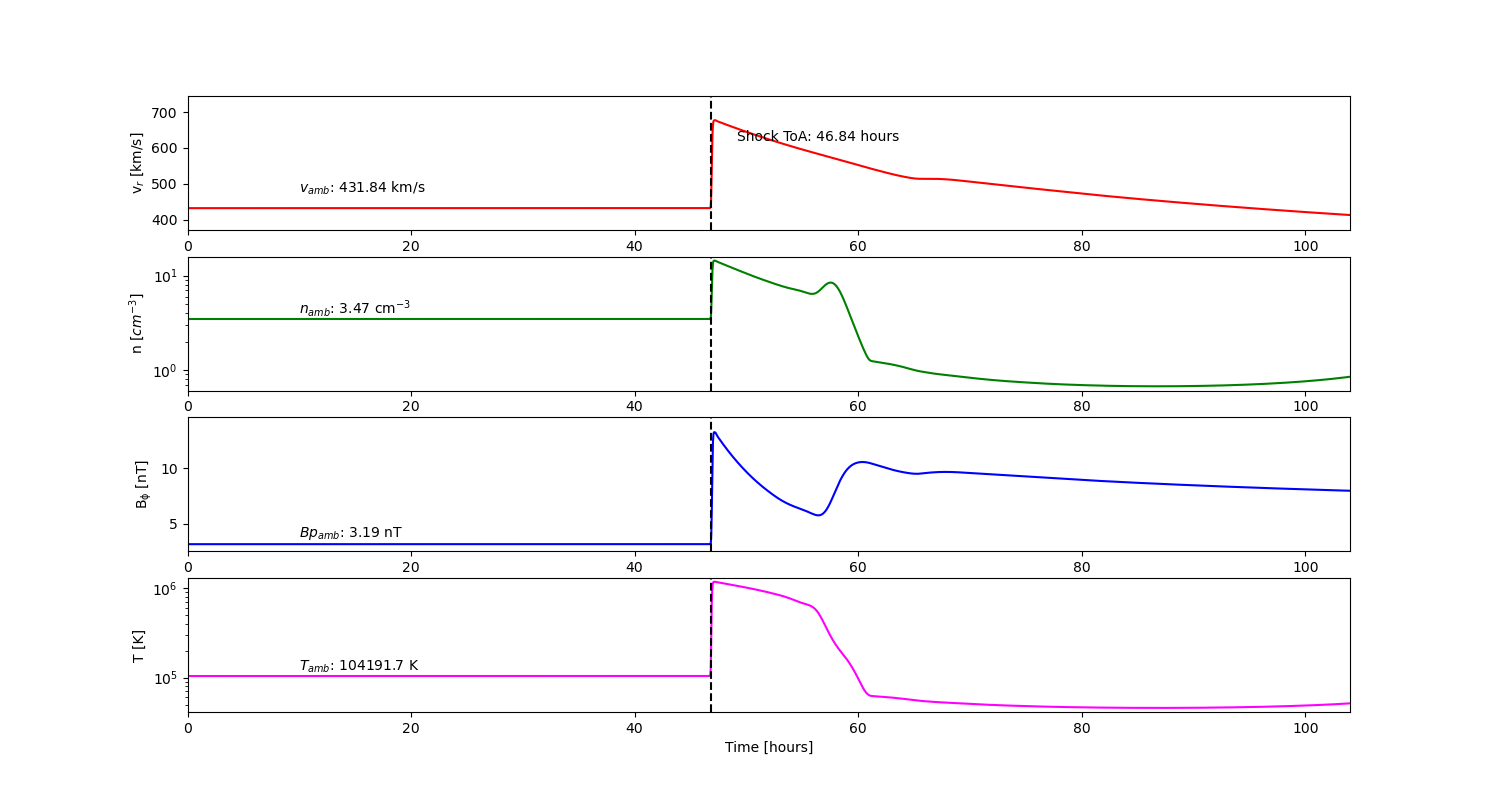 700
600
500
400
v_r [km/s]
v_amb: 431.84 km/s
Shock ToA: 46.84 hours
0 20 40 60 80 100
10^1
10^0
n [cm^−3]
n_amb: 3.47 cm^−3
0 20 40 60 80 100
10
5
B_ϕ [nT]
Bp_amb: 3.19 nT
0 20 40 60 80 100
10^6
10^5
T [K]
T_amb: 104191.7 K
0 20 40 60 80 100
Time [hours]